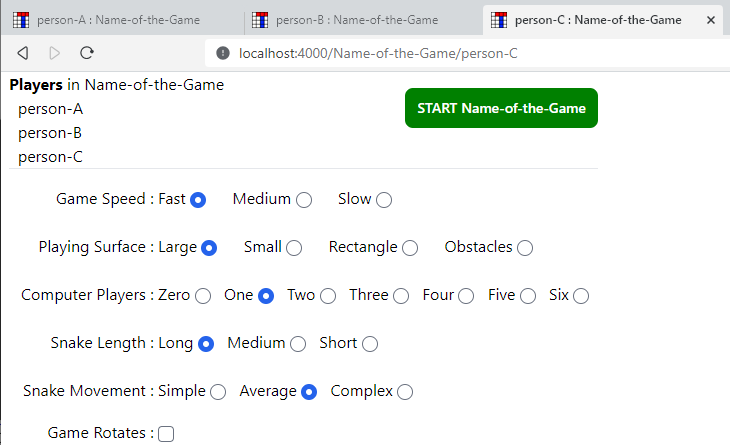 person-A : Name-of-the-Game person-B : Name-of-the-Game person-C : Name-of-the-Game
localhost:4000/Name-of-the-Game/person-C
Players in Name-of-the-Game
START Name-of-the-Game
person-A
person-B
person-C
Game Speed : Fast Medium Slow
Playing Surface : Large Small Rectangle Obstacles
Computer Players : Zero One Two Three Four Five Six
Snake Length : Long Medium Short
Snake Movement : Simple Average Complex
Game Rotates :